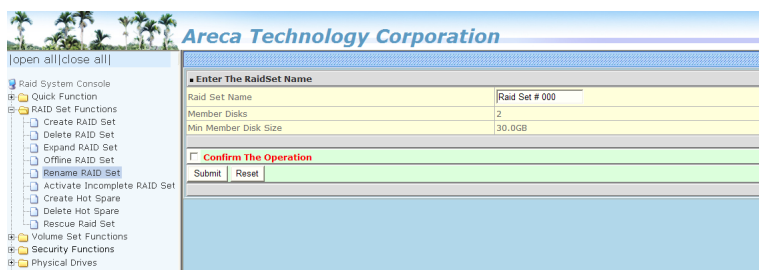 Areca Technology Corporation
|open all|close all|
Raid System Console
Quick Function
RAID Set Functions
Create RAID Set
Delete RAID Set
Expand RAID Set
Offline RAID Set
Rename RAID Set
Activate Incomplete RAID Set
Create Hot Spare
Delete Hot Spare
Rescue Raid Set
Volume Set Functions
Security Functions
Physical Drives
Enter The RaidSet Name
Raid Set Name Raid Set # 000
Member Disks 2
Min Member Disk Size 30.0GB
Confirm The Operation
Submit Reset